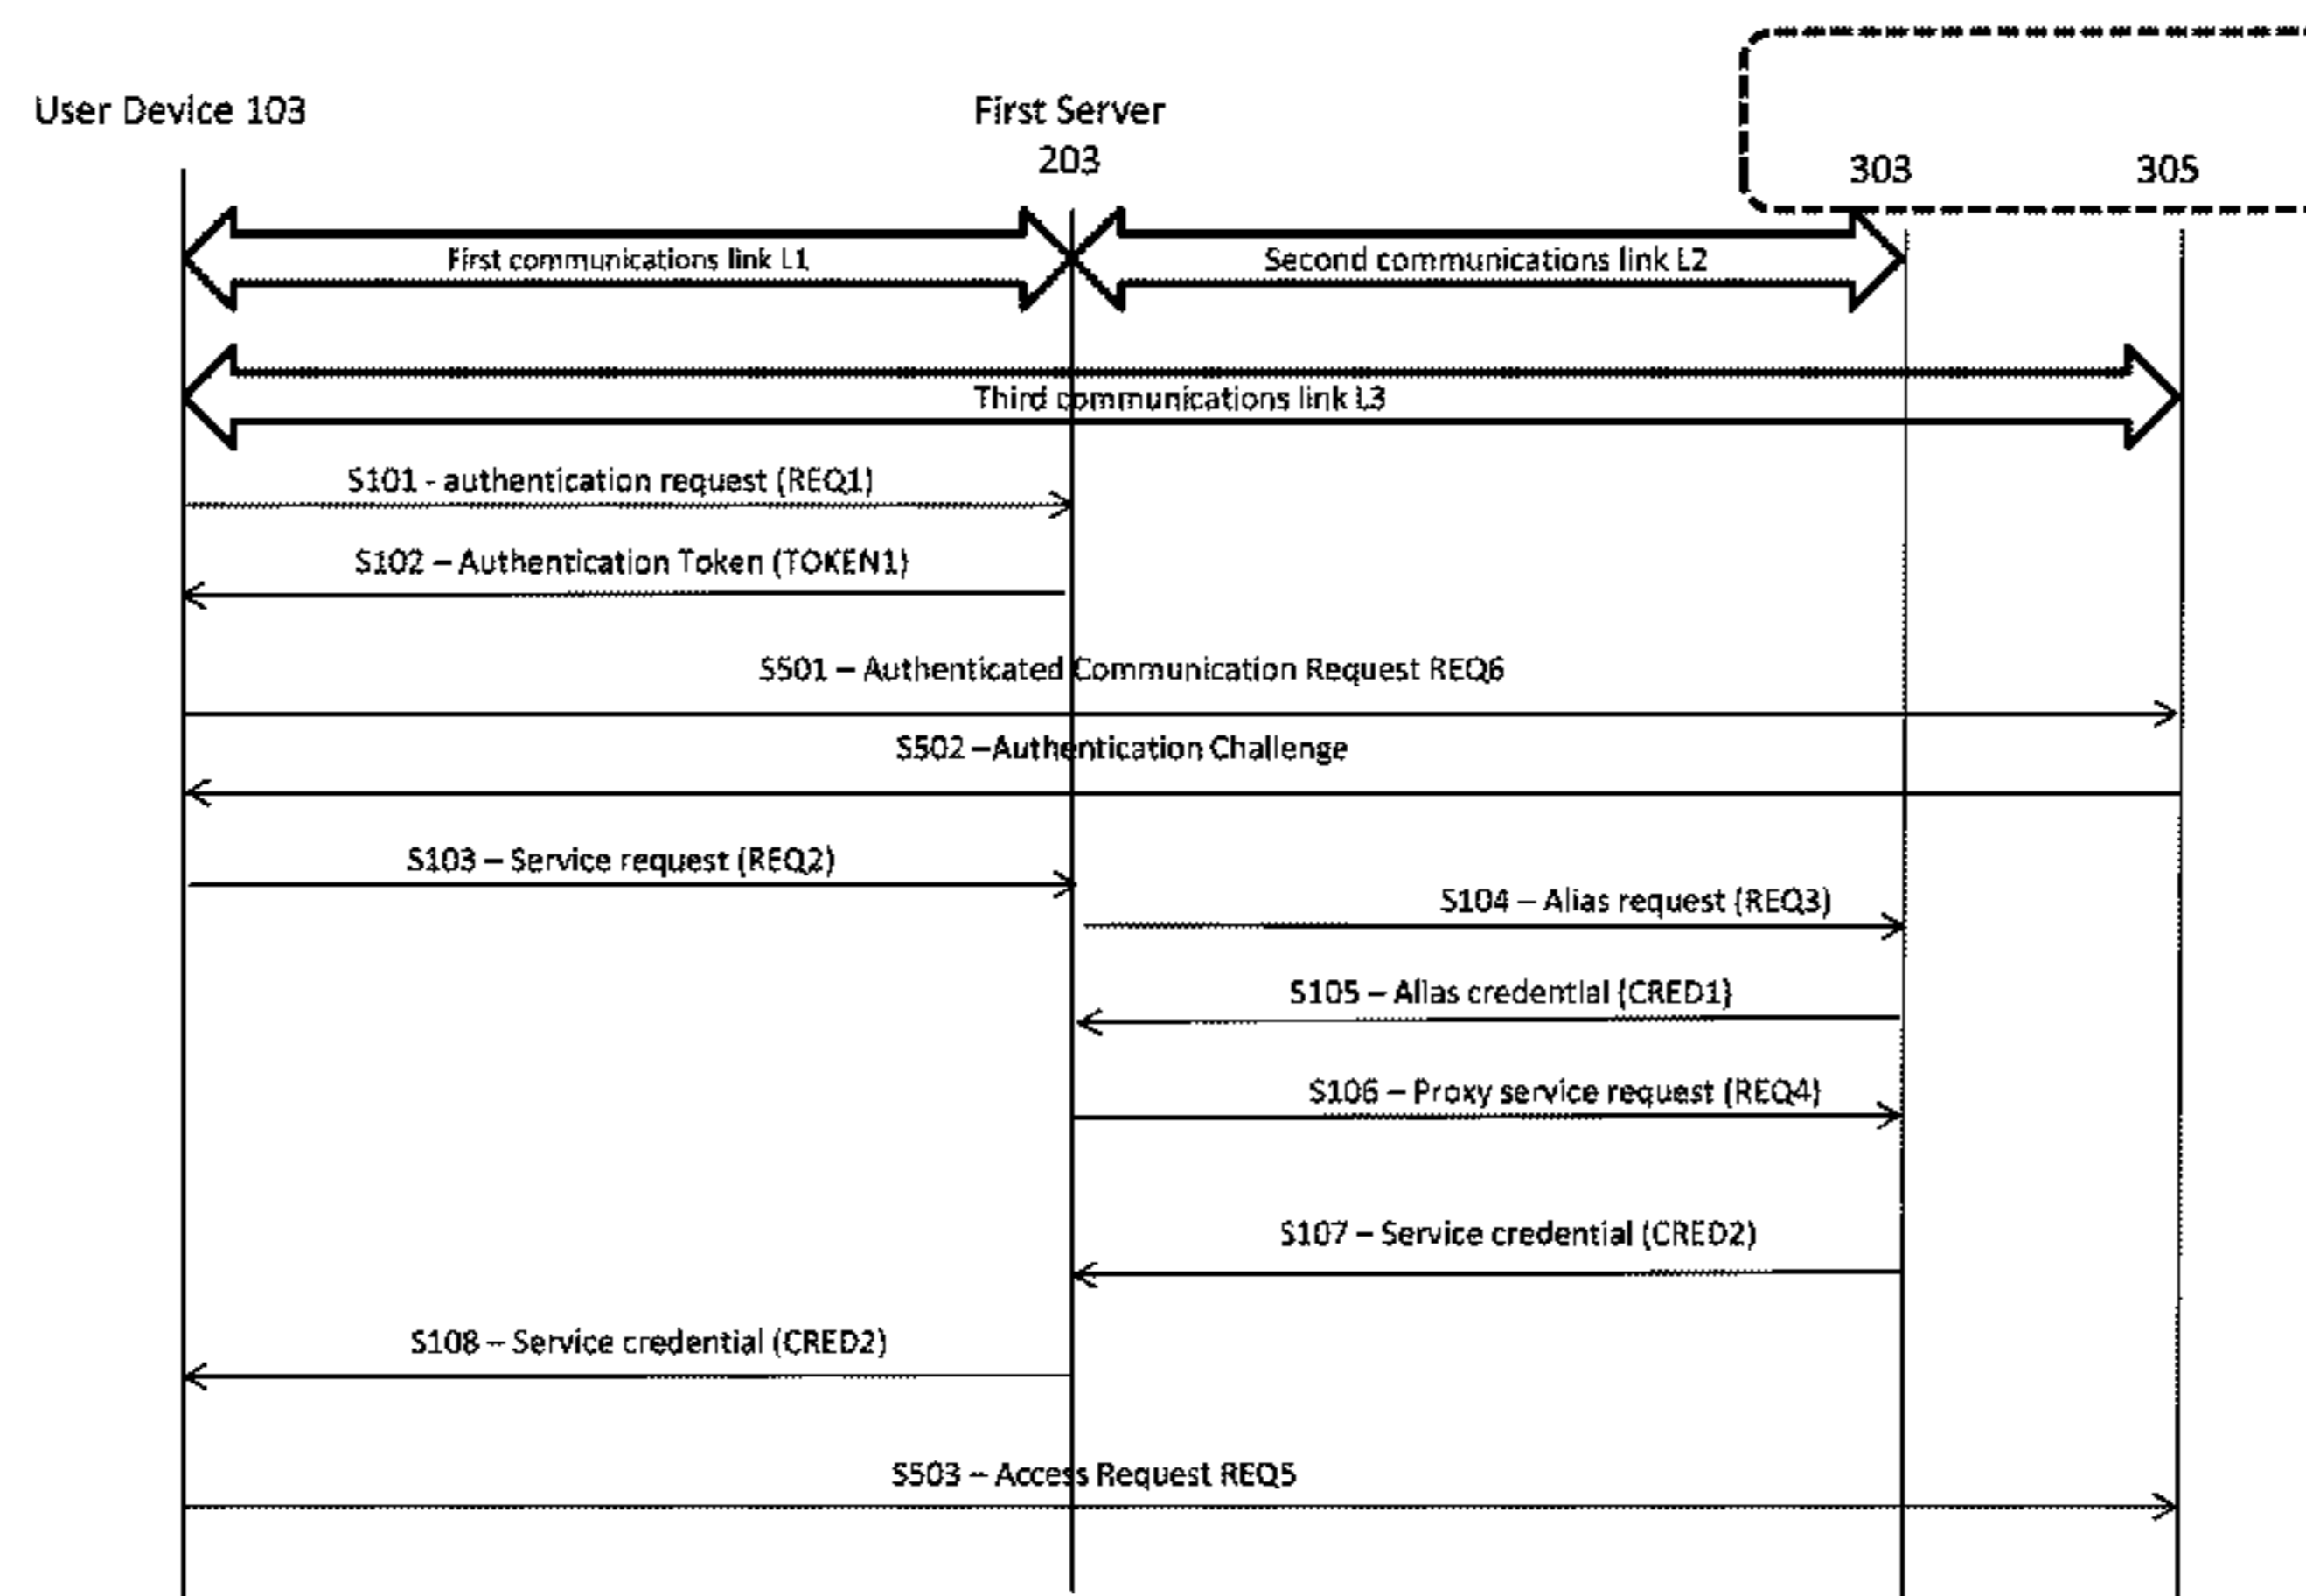 User Device 103
First Server
203
303
305
First communications link L1
Second communications link L2
Third communications link L3
S101 - authentication request (REQ1)
S102 – Authentication Token (TOKEN1)
S501 – Authenticated Communication Request REQ6
S502 –Authentication Challenge
S103 – Service request (REQ2)
S104 – Alias request (REQ3)
S105 – Alias credential (CRED1)
S106 – Proxy service request (REQ4)
S107 – Service credential (CRED2)
S108 – Service credential (CRED2)
S503 – Access Request REQ5